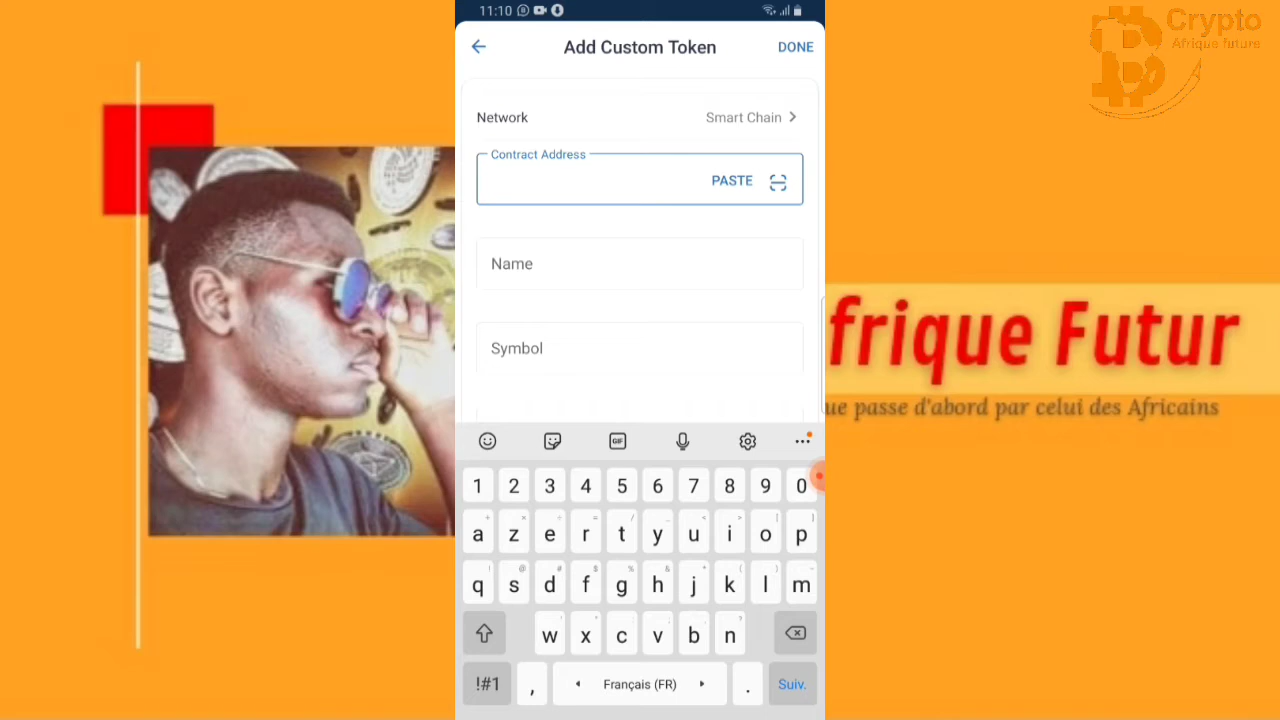 11:10
Crypto
Afrique future
Add Custom Token
DONE
Network
Smart Chain
Contract Address
PASTE
Name
Symbol
frique Futur
ue passe d'abord par celui des Africains
GIF
1 2 3 4 5 6 7 8 9 0
a z e r t y u i o p
q s d f g h j k l m
w x c v b n
!#1 , Français (FR) . Suiv.